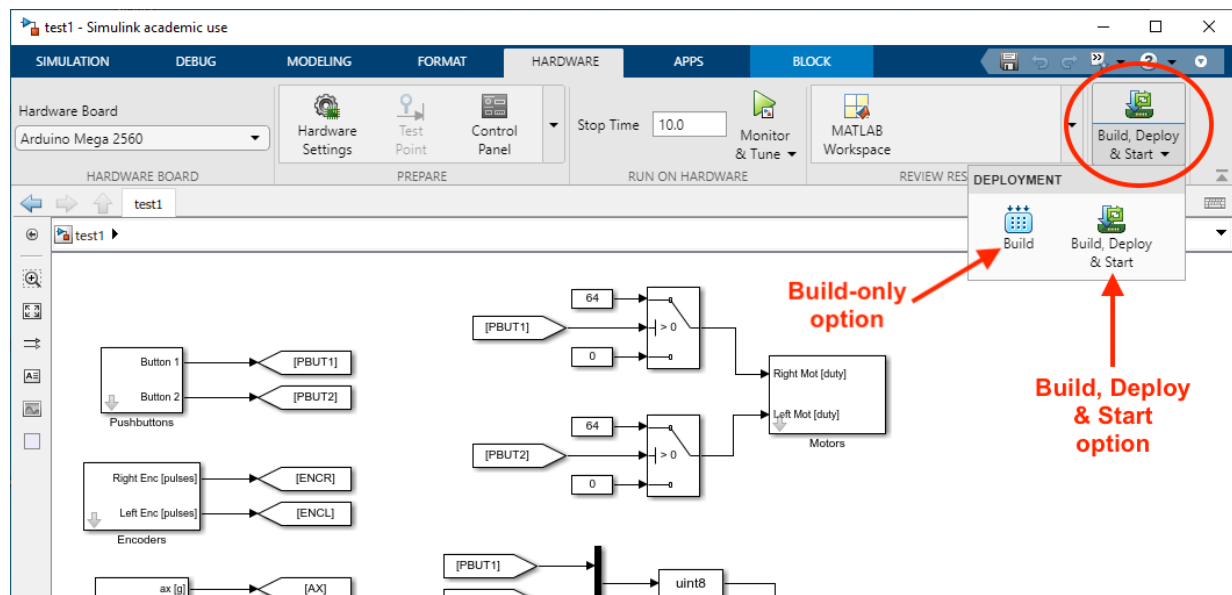 test1 - Simulink academic use
SIMULATION DEBUG MODELING FORMAT HARDWARE APPS BLOCK
Hardware Board
Arduino Mega 2560
HARDWARE BOARD
Hardware
Settings
Test
Point
Control
Panel
PREPARE
Stop Time 10.0
Monitor
& Tune
RUN ON HARDWARE
MATLAB
Workspace
REVIEW RES
Build, Deploy
& Start
DEPLOYMENT
Build
Build, Deploy
& Start
test1
test1
Build-only
option
Build, Deploy
& Start
option
Button 1
Button 2
Pushbuttons
[PBUT1]
[PBUT2]
Right Enc [pulses]
Left Enc [pulses]
Encoders
[ENCR]
[ENCL]
ax [g]
[AX]
64
[PBUT1]
> 0
0
64
[PBUT2]
> 0
0
Right Mot [duty]
Left Mot [duty]
Motors
[PBUT1]
uint8